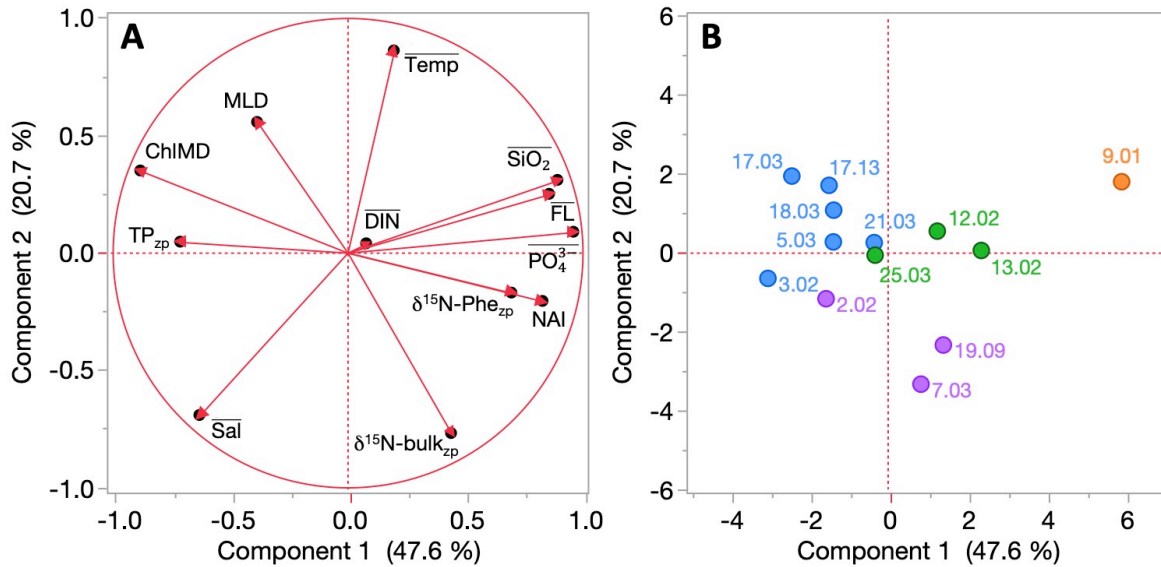 A
1.0
0.5
0.0
-0.5
-1.0
Component 2 (20.7 %)
Temp
MLD
ChlMD
SiO₂
FL
DIN
TP_zp
PO₄³⁻
δ¹⁵N-Phe_zp
NAI
Sal
δ¹⁵N-bulk_zp
-1.0 -0.5 0.0 0.5 1.0
Component 1 (47.6 %)
B
6
4
2
0
-2
-4
-6
Component 2 (20.7 %)
17.03
17.13
9.01
18.03
21.03
12.02
5.03
13.02
25.03
3.02
2.02
19.09
7.03
-4 -2 0 2 4 6
Component 1 (47.6 %)